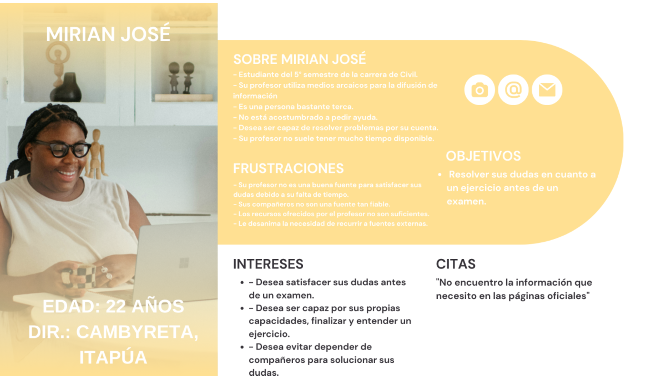 MIRIAN JOSÉ
EDAD: 22 AÑOS
DIR.: CAMBYRETA,
ITAPÚA
SOBRE MIRIAN JOSÉ
- Estudiante del 5° semestre de la carrera de Civil.
- Su profesor utiliza medios arcaicos para la difusión de
información
- Es una persona bastante terca.
- No está acostumbrado a pedir ayuda.
- Desea ser capaz de resolver problemas por su cuenta.
- Su profesor no suele tener mucho tiempo disponible.
FRUSTRACIONES
- Su profesor no es una buena fuente para satisfacer sus
dudas debido a su falta de tiempo.
- Sus compañeros no son una fuente tan fiable.
- Los recursos ofrecidos por el profesor no son suficientes.
- La desanima la necesidad de recurrir a fuentes externas.
OBJETIVOS
• Resolver sus dudas en cuanto a
un ejercicio antes de un
examen.
INTERESES
• - Desea satisfacer sus dudas antes
de un examen.
• - Desea ser capaz por sus propias
capacidades, finalizar y entender un
ejercicio.
• - Desea evitar depender de
compañeros para solucionar sus
dudas.
CITAS
"No encuentro la información que
necesito en las páginas oficiales"